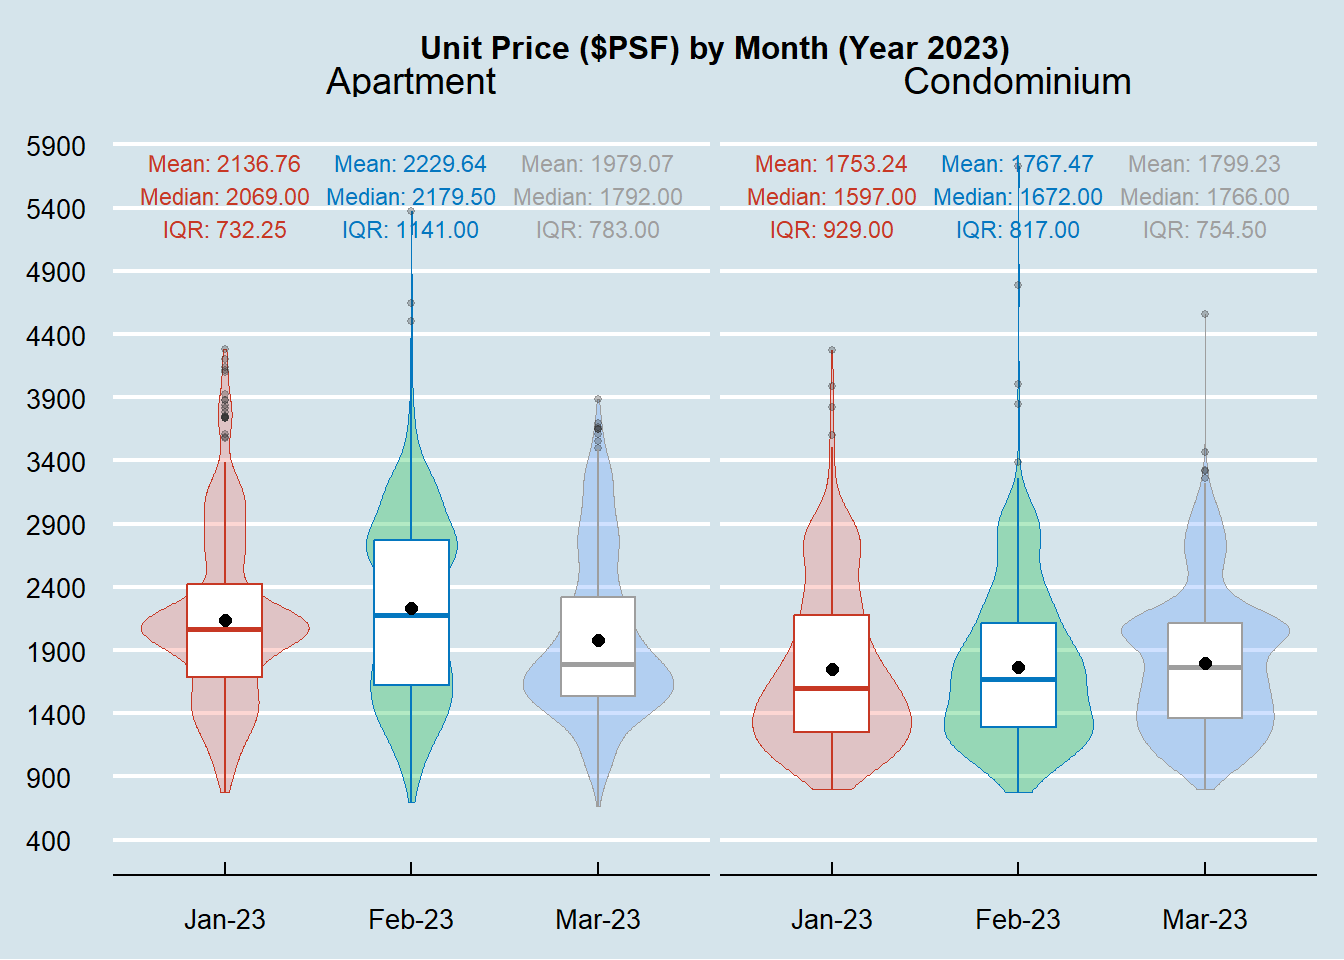 Unit Price ($PSF) by Month (Year 2023)
Apartment
Condominium
5900
5400
4900
4400
3900
3400
2900
2400
1900
1400
900
400
Mean: 2136.76
Median: 2069.00
IQR: 732.25
Mean: 2229.64
Median: 2179.50
IQR: 1141.00
Mean: 1979.07
Median: 1792.00
IQR: 783.00
Mean: 1753.24
Median: 1597.00
IQR: 929.00
Mean: 1767.47
Median: 1672.00
IQR: 817.00
Mean: 1799.23
Median: 1766.00
IQR: 754.50
Jan-23
Feb-23
Mar-23
Jan-23
Feb-23
Mar-23